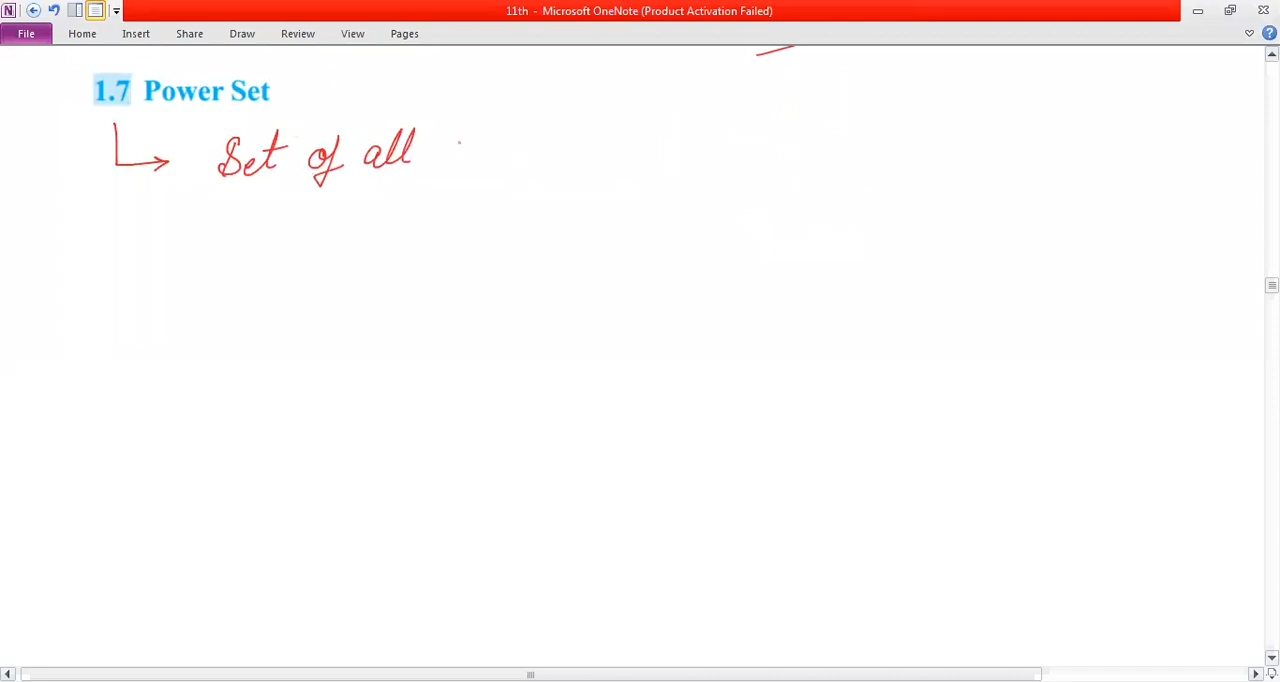 11th - Microsoft OneNote (Product Activation Failed)
File Home Insert Share Draw Review View Pages
1.7 Power Set
Set of all